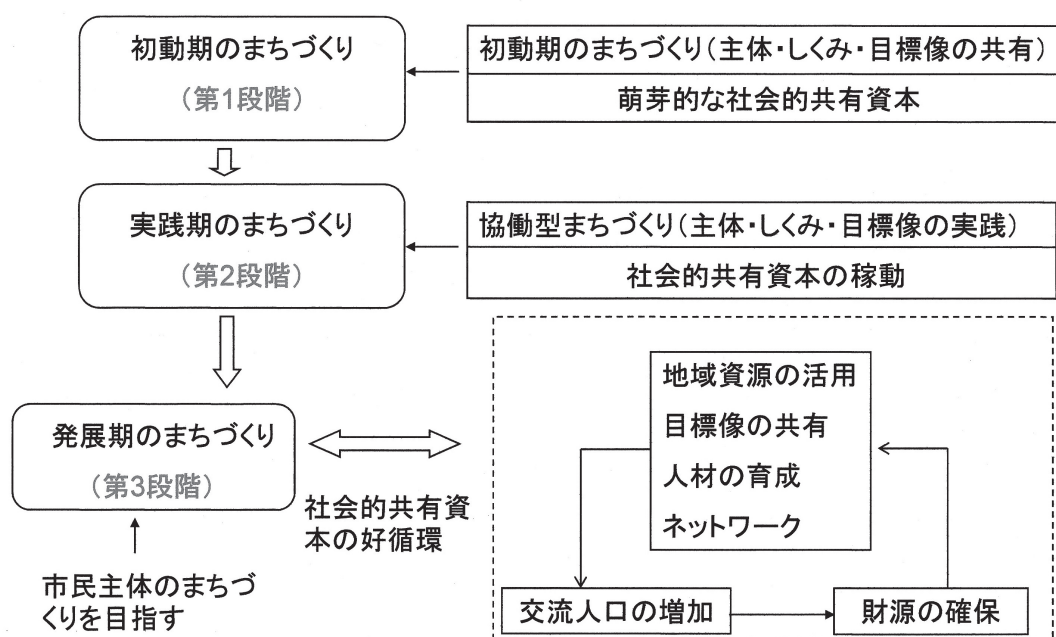 初動期のまちづくり
（第1段階）
初動期のまちづくり（主体・しくみ・目標像の共有）
萌芽的な社会的共有資本
実践期のまちづくり
（第2段階）
協働型まちづくり（主体・しくみ・目標像の実践）
社会的共有資本の稼動
発展期のまちづくり
（第3段階）
社会的共有資
本の好循環
市民主体のまちづ
くりを目指す
地域資源の活用
目標像の共有
人材の育成
ネットワーク
交流人口の増加
財源の確保